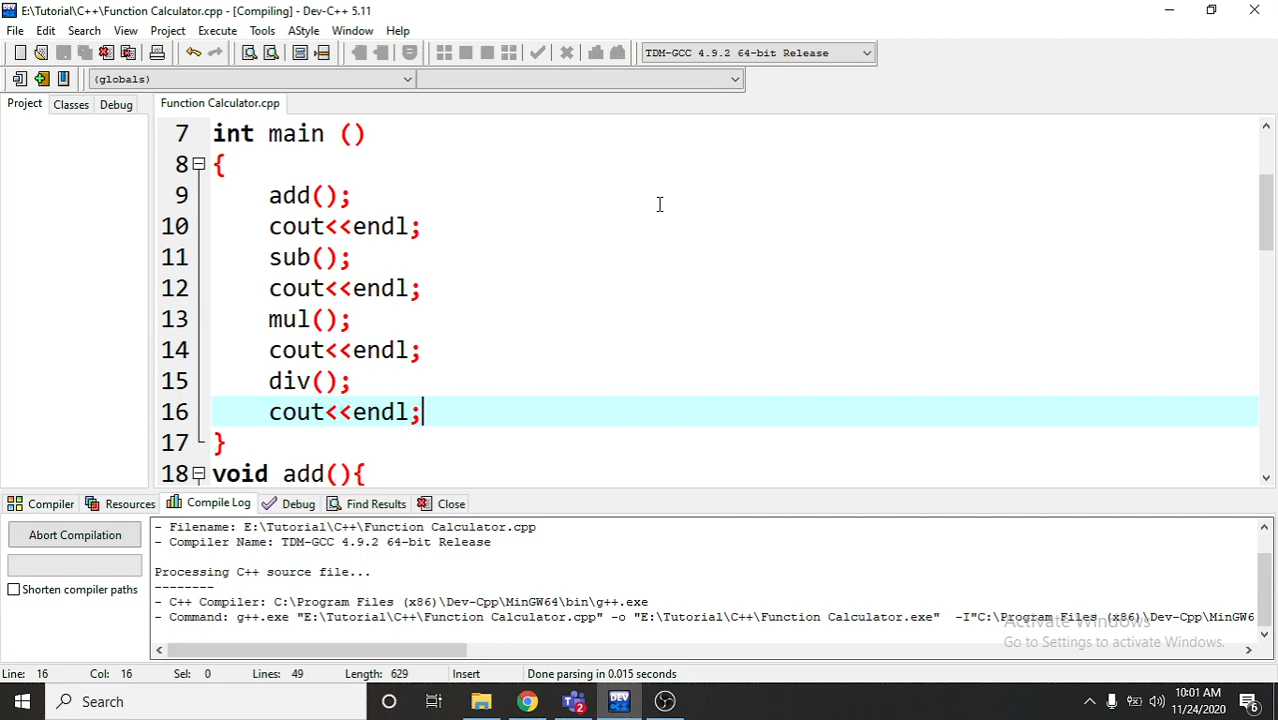 E:\Tutorial\C++\Function Calculator.cpp - [Compiling] - Dev-C++ 5.11
File Edit Search View Project Execute Tools AStyle Window Help
TDM-GCC 4.9.2 64-bit Release
(globals)
Project Classes Debug Function Calculator.cpp
7 int main ()
8 {
9 add();
10 cout<<endl;
11 sub();
12 cout<<endl;
13 mul();
14 cout<<endl;
15 div();
16 cout<<endl;
17 }
18 void add(){
Compiler Resources Compile Log Debug Find Results Close
Abort Compilation
Shorten compiler paths
- Filename: E:\Tutorial\C++\Function Calculator.cpp
- Compiler Name: TDM-GCC 4.9.2 64-bit Release
Processing C++ source file...
--------
- C++ Compiler: C:\Program Files (x86)\Dev-Cpp\MinGW64\bin\g++.exe
- Command: g++.exe "E:\Tutorial\C++\Function Calculator.cpp" -o "E:\Tutorial\C++\Function Calculator.exe" -I"C:\Program Files (x86)\Dev-Cpp\MinGW6
Activate Windows
Go to Settings to activate Windows.
Line: 16 Col: 16 Sel: 0 Lines: 49 Length: 629 Insert Done parsing in 0.015 seconds
Search
2
DEV
10:01 AM
11/24/2020
6